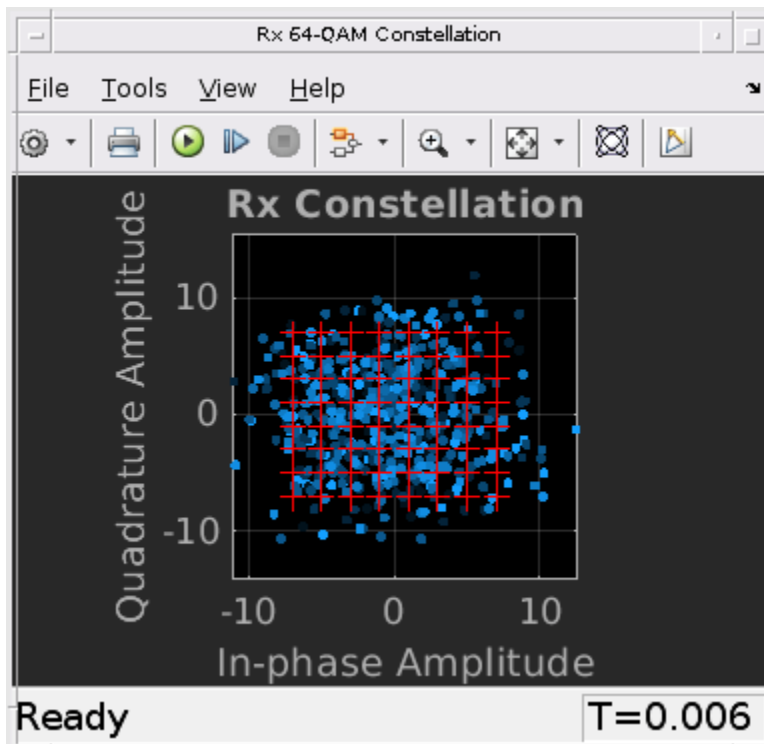 Rx 64-QAM Constellation
File Tools View Help
Rx Constellation
Quadrature Amplitude
10
0
-10
-10 0 10
In-phase Amplitude
Ready T=0.006